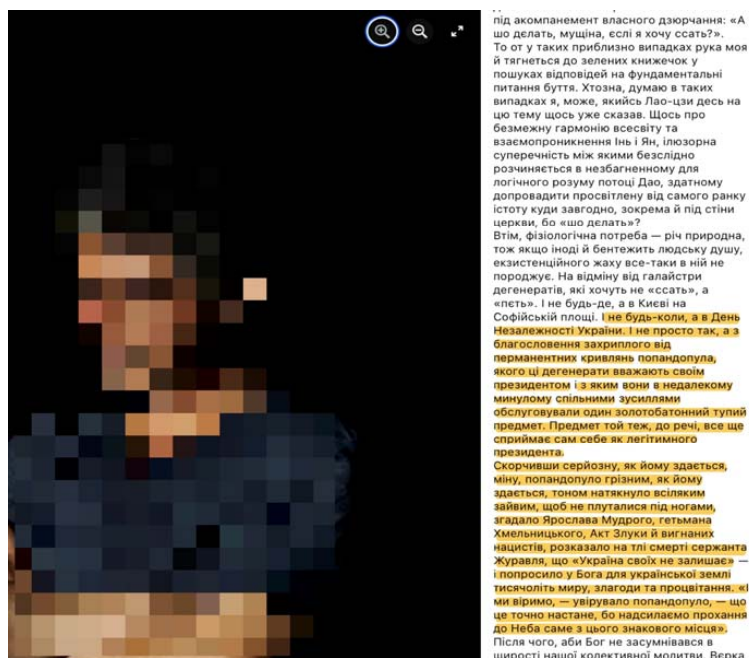 під акомпанемент власного дзюрчання: «А
шо дєлать, мущіна, єслі я хочу ссать?».
То от у таких приблизно випадках рука моя
й тягнеться до зелених книжечок у
пошуках відповідей на фундаментальні
питання буття. Хтозна, думаю в таких
випадках я, може, якийсь Лао-цзи десь на
цю тему щось уже сказав. Щось про
безмежну гармонію всесвіту та
взаємопроникнення Інь і Ян, ілюзорна
суперечність між якими безслідно
розчиняється в незбагненному для
логічного розуму потоці Дао, здатному
допровадити просвітлену від самого ранку
істоту куди завгодно, зокрема й під стіни
церкви, бо «шо дєлать»?
Втім, фізіологічна потреба — річ природна,
тож якщо іноді й бентежить людську душу,
екзистенційного жаху все-таки в ній не
породжує. На відміну від галайстри
дегенератів, які хочуть не «ссать», а
«пєть». І не будь-де, а в Києві на
Софійській площі. І не будь-коли, а в День
Незалежності України. І не просто так, а з
благословення захриплого від
перманентних кривлянь попандопула,
якого ці дегенерати вважають своїм
президентом і з яким вони в недалекому
минулому спільними зусиллями
обслуговували один золотобатонний тупий
предмет. Предмет той теж, до речі, все ще
сприймає сам себе як легітимного
президента.
Скорчивши серйозну, як йому здається,
міну, попандопуло грізним, як йому
здається, тоном натякнуло всіляким
зайвим, щоб не плуталися під ногами,
згадало Ярослава Мудрого, гетьмана
Хмельницького, Акт Злуки й вигнаних
нацистів, розказало на тлі смерті сержанта
Журавля, що «Україна своїх не залишає» —
і попросило у Бога для української землі
тисячоліть миру, злагоди та процвітання. «І
ми віримо, — увірувало попандопуло, — що
це точно настане, бо надсилаємо прохання
до Неба саме з цього знакового місця».
Після чого, аби Бог не засумнівався в
щирості нашої колективної молитви, Вєрка